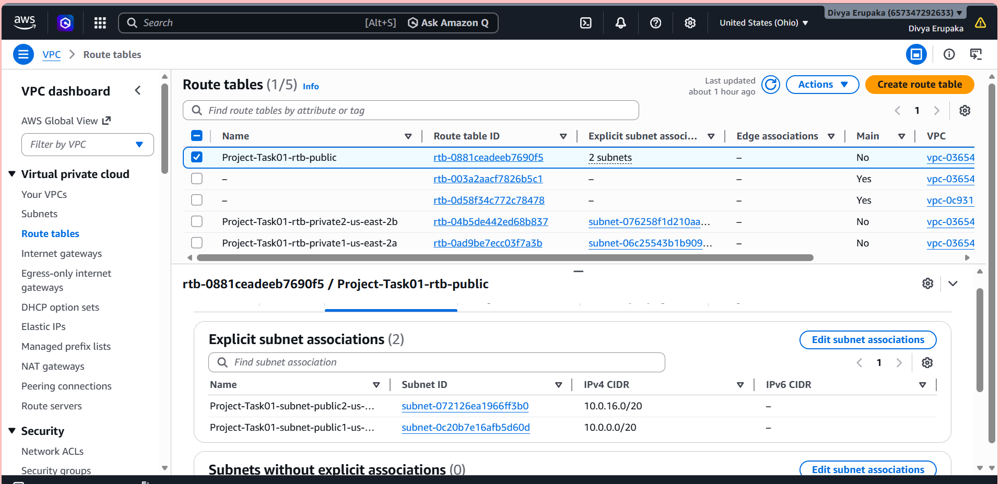 aws
Search [Alt+S] Ask Amazon Q
United States (Ohio) ▼
Divya Erupaka (657347292633) ▼
Divya Erupaka
VPC > Route tables
VPC dashboard
AWS Global View
Filter by VPC
Virtual private cloud
Your VPCs
Subnets
Route tables
Internet gateways
Egress-only internet
gateways
DHCP option sets
Elastic IPs
Managed prefix lists
NAT gateways
Peering connections
Route servers
Security
Network ACLs
Security groups
Route tables (1/5) Info
Last updated
about 1 hour ago
Actions
Create route table
Find route tables by attribute or tag
1
Name Route table ID Explicit subnet associ... Edge associations Main VPC
Project-Task01-rtb-public rtb-0881ceadeeb7690f5 2 subnets – No vpc-03654
– rtb-003a2aacf7826b5c1 – – Yes vpc-03654
– rtb-0d58f34c772c78478 – – Yes vpc-0c931
Project-Task01-rtb-private2-us-east-2b rtb-04b5de442ed68b837 subnet-076258f1d210aa... – No vpc-03654
Project-Task01-rtb-private1-us-east-2a rtb-0ad9be7ecc03f7a3b subnet-06c25543b1b909... – No vpc-03654
rtb-0881ceadeeb7690f5 / Project-Task01-rtb-public
Explicit subnet associations (2)
Edit subnet associations
Find subnet association
1
Name Subnet ID IPv4 CIDR IPv6 CIDR
Project-Task01-subnet-public2-us-... subnet-072126ea1966ff3b0 10.0.16.0/20 –
Project-Task01-subnet-public1-us-... subnet-0c20b7e16afb5d60d 10.0.0.0/20 –
Subnets without explicit associations (0)
Edit subnet associations